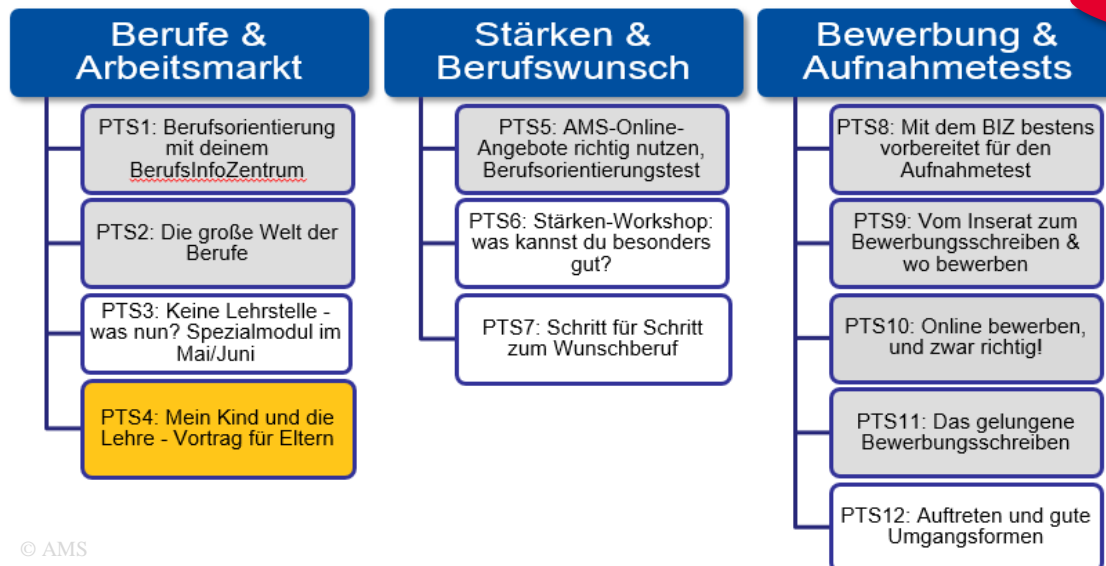 Berufe &
Arbeitsmarkt
PTS1: Berufsorientierung
mit deinem
BerufsInfoZentrum
PTS2: Die große Welt der
Berufe
PTS3: Keine Lehrstelle -
was nun? Spezialmodul im
Mai/Juni
PTS4: Mein Kind und die
Lehre - Vortrag für Eltern
Stärken &
Berufswunsch
PTS5: AMS-Online-
Angebote richtig nutzen,
Berufsorientierungstest
PTS6: Stärken-Workshop:
was kannst du besonders
gut?
PTS7: Schritt für Schritt
zum Wunschberuf
Bewerbung &
Aufnahmetests
PTS8: Mit dem BIZ bestens
vorbereitet für den
Aufnahmetest
PTS9: Vom Inserat zum
Bewerbungsschreiben &
wo bewerben
PTS10: Online bewerben,
und zwar richtig!
PTS11: Das gelungene
Bewerbungsschreiben
PTS12: Auftreten und gute
Umgangsformen
© AMS